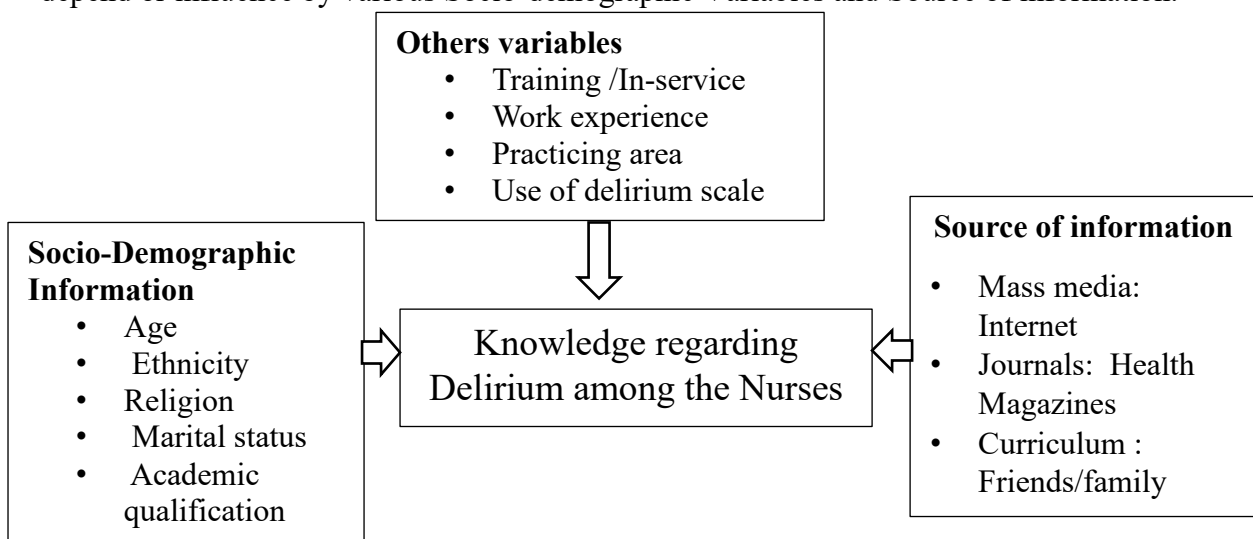 depend of influence by various Socio-demographic Variables and Source of information.
Others variables
• Training /In-service
• Work experience
• Practicing area
• Use of delirium scale
Socio-Demographic
Information
• Age
• Ethnicity
• Religion
• Marital status
• Academic
qualification
Knowledge regarding
Delirium among the Nurses
Source of information
• Mass media:
Internet
• Journals: Health
Magazines
• Curriculum :
Friends/family